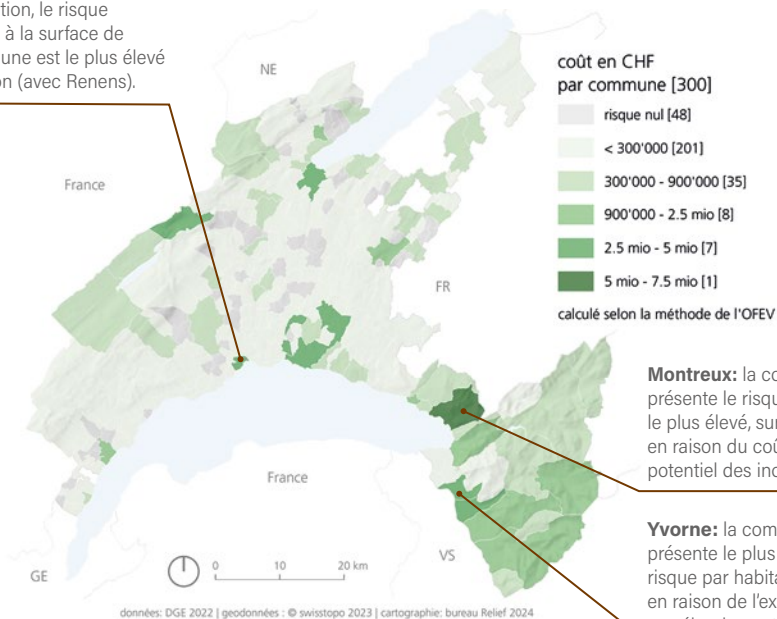 tion, le risque
à la surface de
une est le plus élevé
on (avec Renens).
NE
France
FR
France
VS
GE
coût en CHF
par commune [300]
risque nul [48]
< 300'000 [201]
300'000 - 900'000 [35]
900'000 - 2.5 mio [8]
2.5 mio - 5 mio [7]
5 mio - 7.5 mio [1]
calculé selon la méthode de l'OFEV
Montreux: la co
présente le risqu
le plus élevé, sur
en raison du coû
potentiel des inc
Yvorne: la com
présente le plus
risque par habita
en raison de l'ex
0 10 20 km
données: DGE 2022 | geodonnées : © swisstopo 2023 | cartographie: bureau Relief 2024